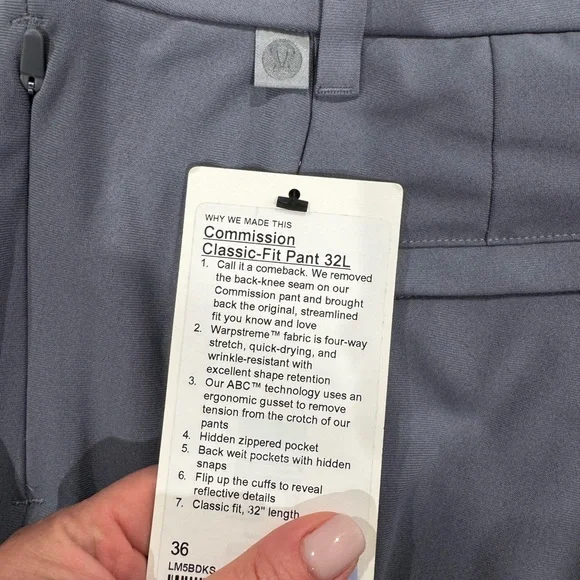 WHY WE MADE THIS
Commission
Classic-Fit Pant 32L
1. Call it a comeback. We removed
the back-knee seam on our
Commission pant and brought
back the original, streamlined
fit you know and love
2. Warpstreme™ fabric is four-way
stretch, quick-drying, and
wrinkle-resistant with
excellent shape retention
3. Our ABC™ technology uses an
ergonomic gusset to remove
tension from the crotch of our
pants
4. Hidden zippered pocket
5. Back welt pockets with hidden
snaps
6. Flip up the cuffs to reveal
reflective details
7. Classic fit, 32" length
36
LM5BDKS